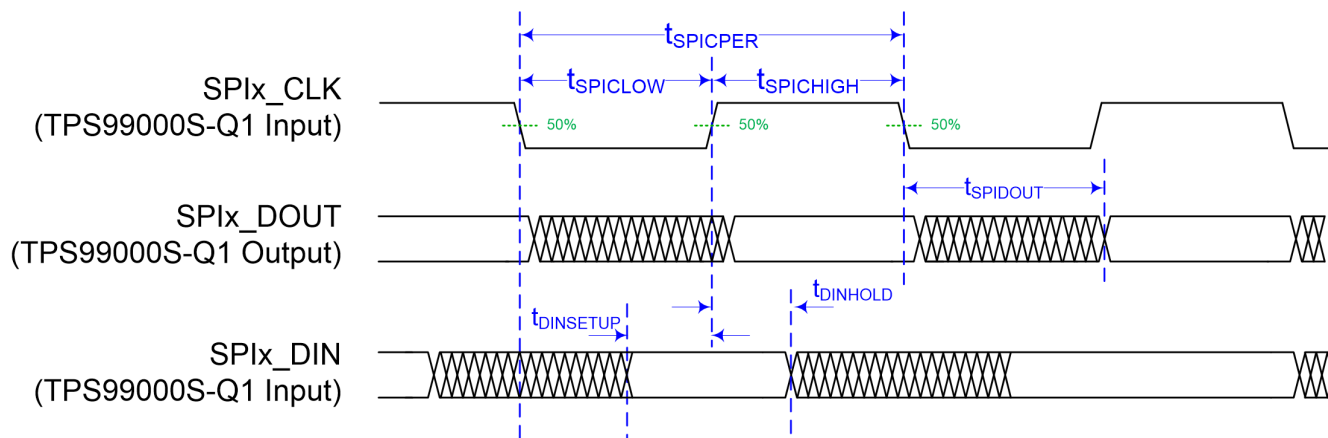 tSPICPER
tSPICLOW
tSPICHIGH
SPIx_CLK
(TPS99000S-Q1 Input)
50%
50%
50%
tSPIDOUT
SPIx_DOUT
(TPS99000S-Q1 Output)
tDINHOLD
tDINSETUP
SPIx_DIN
(TPS99000S-Q1 Input)